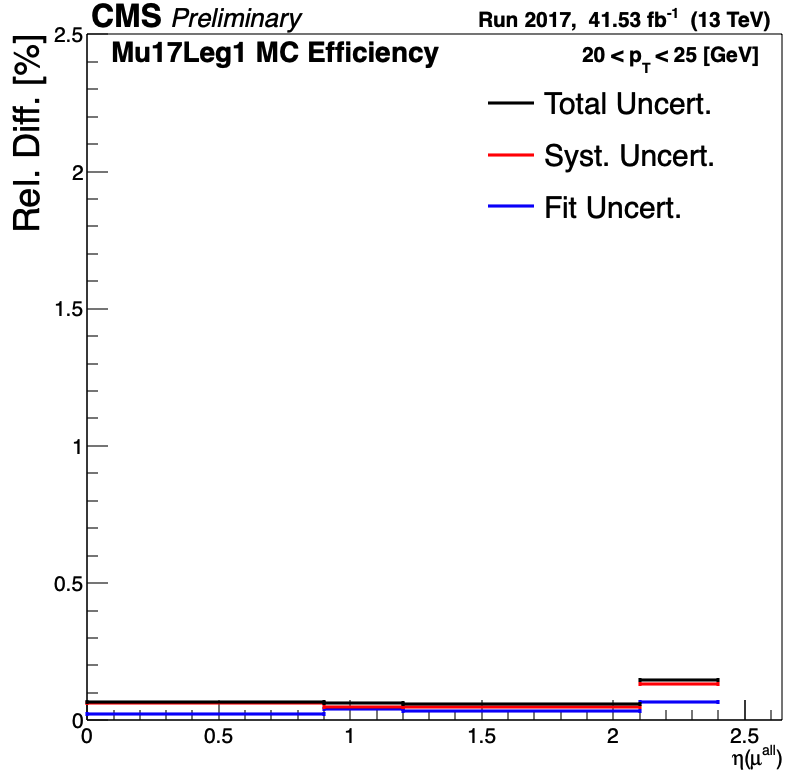 CMS Preliminary
Run 2017, 41.53 fb⁻¹ (13 TeV)
Mu17Leg1 MC Efficiency
20 < p_T < 25 [GeV]
Total Uncert.
Syst. Uncert.
Fit Uncert.
Rel. Diff. [%]
2.5
2
1.5
1
0.5
0
0 0.5 1 1.5 2 2.5
η(μ^all)